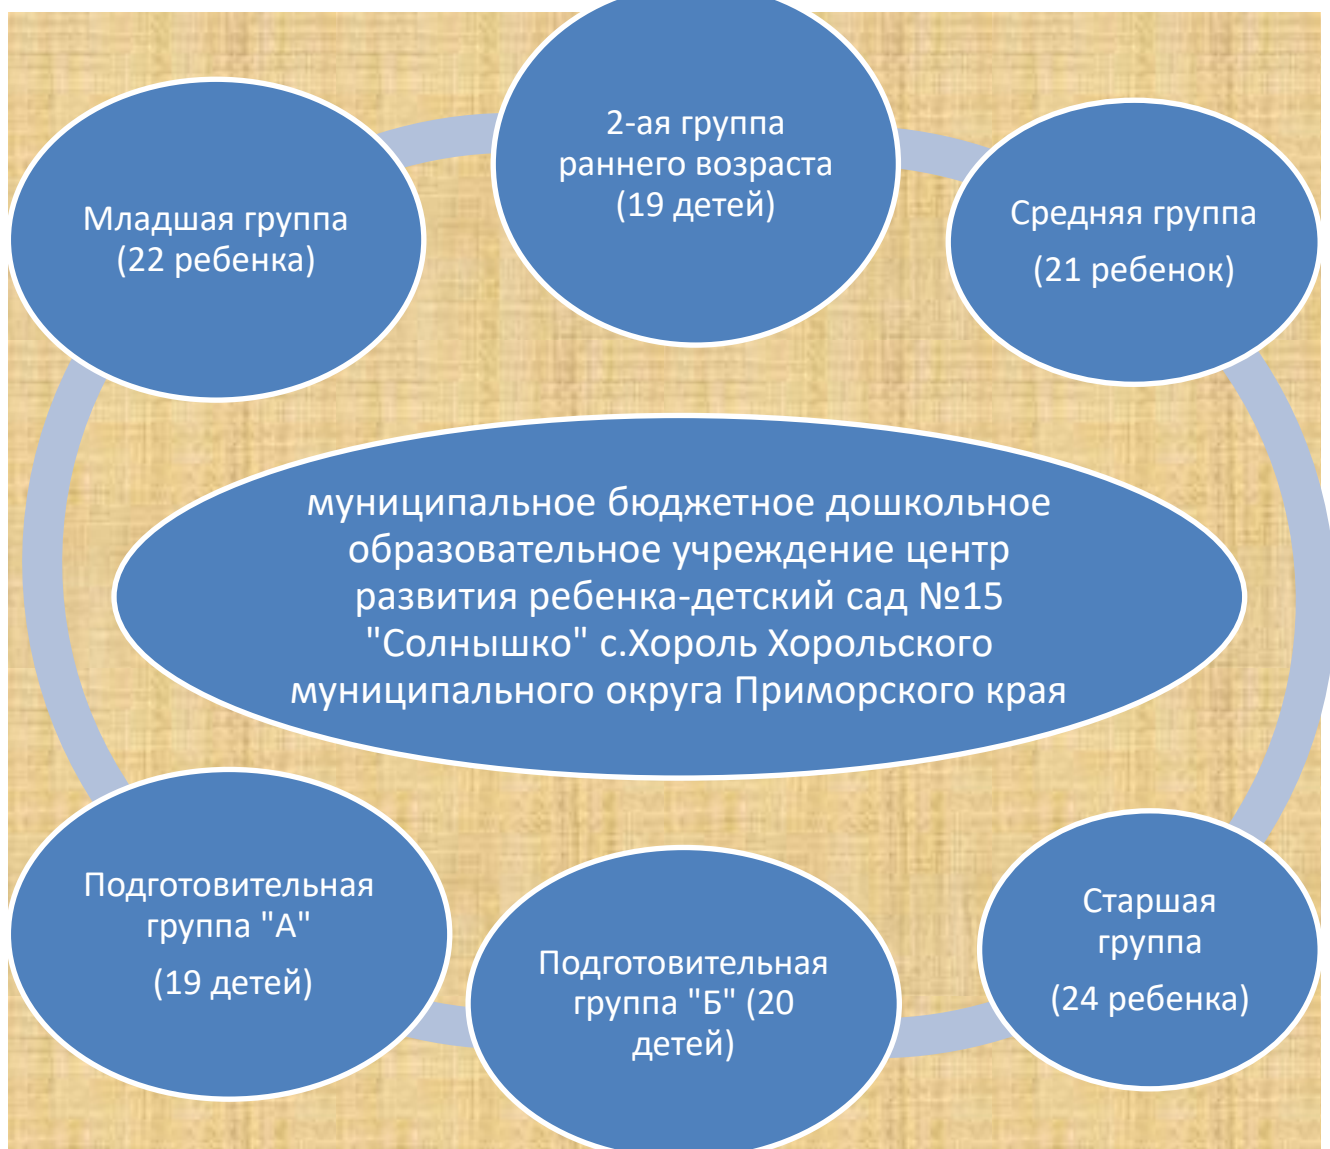 2-ая группа
раннего возраста
(19 детей)
Младшая группа
(22 ребенка)
Средняя группа
(21 ребенок)
муниципальное бюджетное дошкольное
образовательное учреждение центр
развития ребенка-детский сад №15
"Солнышко" с.Хороль Хорольского
муниципального округа Приморского края
Подготовительная
группа "А"
(19 детей)
Подготовительная
группа "Б" (20
детей)
Старшая
группа
(24 ребенка)